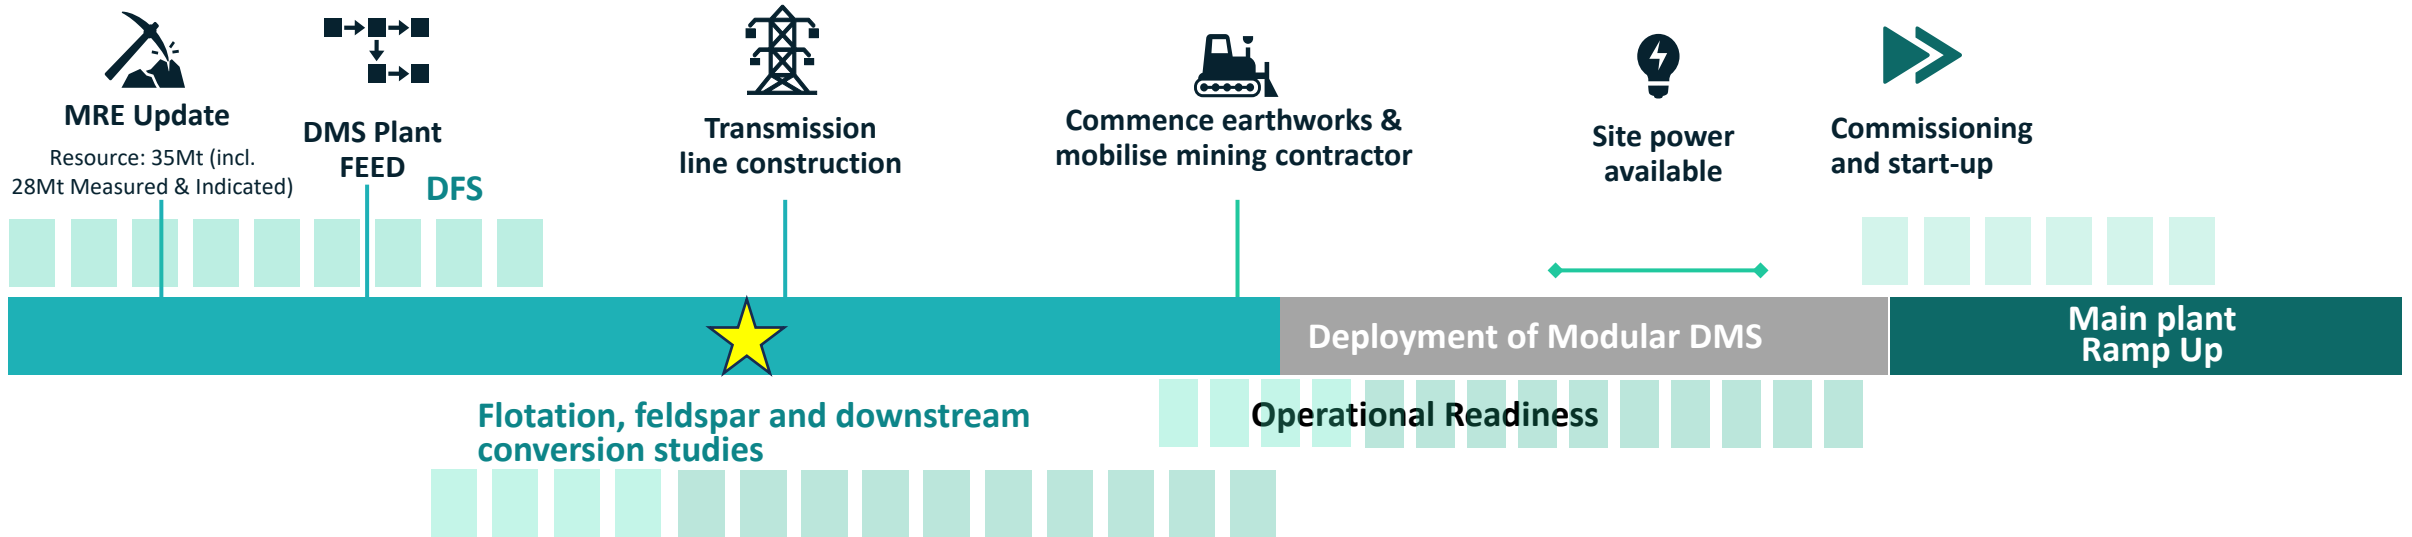 MRE Update
Resource: 35Mt (incl.
28Mt Measured & Indicated)
DMS Plant
FEED
DFS
Transmission
line construction
Commence earthworks &
mobilise mining contractor
Site power
available
Commissioning
and start-up
Deployment of Modular DMS
Main plant
Ramp Up
Flotation, feldspar and downstream
conversion studies
Operational Readiness